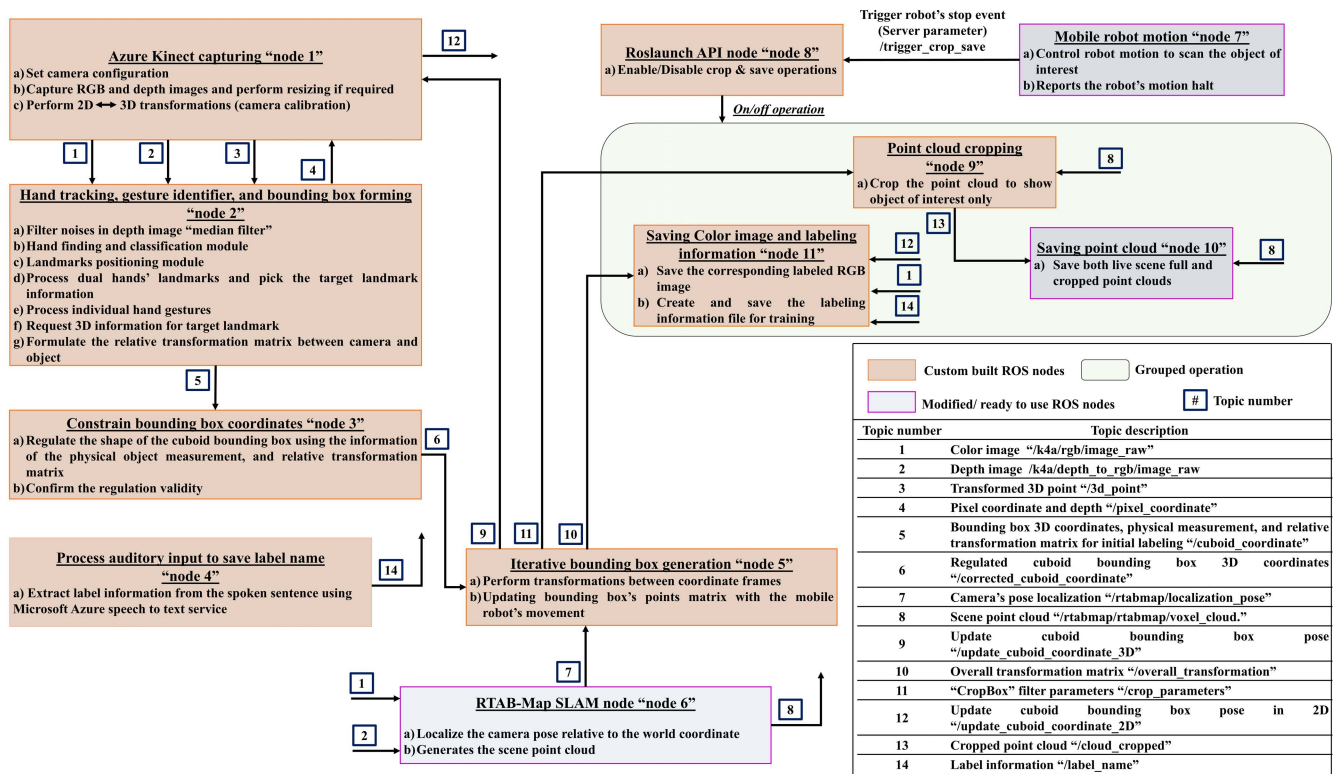 Azure Kinect capturing “node 1”
a) Set camera configuration
b) Capture RGB and depth images and perform resizing if required
c) Perform 2D ⟷ 3D transformations (camera calibration)
12
1
2
3
4
Hand tracking, gesture identifier, and bounding box forming
“node 2”
a) Filter noises in depth image “median filter”
b) Hand finding and classification module
c) Landmarks positioning module
d) Process dual hands’ landmarks and pick the target landmark
information
e) Process individual hand gestures
f) Request 3D information for target landmark
g) Formulate the relative transformation matrix between camera and
object
5
Constrain bounding box coordinates “node 3”
a) Regulate the shape of the cuboid bounding box using the information
of the physical object measurement, and relative transformation
matrix
b) Confirm the regulation validity
6
Process auditory input to save label name
“node 4”
a) Extract label information from the spoken sentence using
Microsoft Azure speech to text service
14
9
11
10
Iterative bounding box generation “node 5”
a) Perform transformations between coordinate frames
b) Updating bounding box’s points matrix with the mobile
robot’s movement
7
1
2
RTAB-Map SLAM node “node 6”
a) Localize the camera pose relative to the world coordinate
b) Generates the scene point cloud
8
Roslaunch API node “node 8”
a) Enable/Disable crop & save operations
Trigger robot’s stop event
(Server parameter)
/trigger_crop_save
Mobile robot motion “node 7”
a) Control robot motion to scan the object of
interest
b) Reports the robot’s motion halt
On/off operation
Point cloud cropping
“node 9”
a) Crop the point cloud to show
object of interest only
8
13
Saving Color image and labeling
information “node 11”
a) Save the corresponding labeled RGB
image
b) Create and save the labeling
information file for training
12
1
14
Saving point cloud “node 10”
a) Save both live scene full and
cropped point clouds
8
Custom built ROS nodes
Grouped operation
Modified/ ready to use ROS nodes
# Topic number
Topic number Topic description
1 Color image “/k4a/rgb/image_raw”
2 Depth image /k4a/depth_to_rgb/image_raw
3 Transformed 3D point “/3d_point”
4 Pixel coordinate and depth “/pixel_coordinate”
5 Bounding box 3D coordinates, physical measurement, and relative
transformation matrix for initial labeling “/cuboid_coordinate”
6 Regulated cuboid bounding box 3D coordinates
“/corrected_cuboid_coordinate”
7 Camera’s pose localization “/rtabmap/localization_pose”
8 Scene point cloud “/rtabmap/rtabmap/voxel_cloud.”
9 Update cuboid bounding box pose
“/update_cuboid_coordinate_3D”
10 Overall transformation matrix “/overall_transformation”
11 “CropBox” filter parameters “/crop_parameters”
12 Update cuboid bounding box pose in 2D
“/update_cuboid_coordinate_2D”
13 Cropped point cloud “/cloud_cropped”
14 Label information “/label_name”